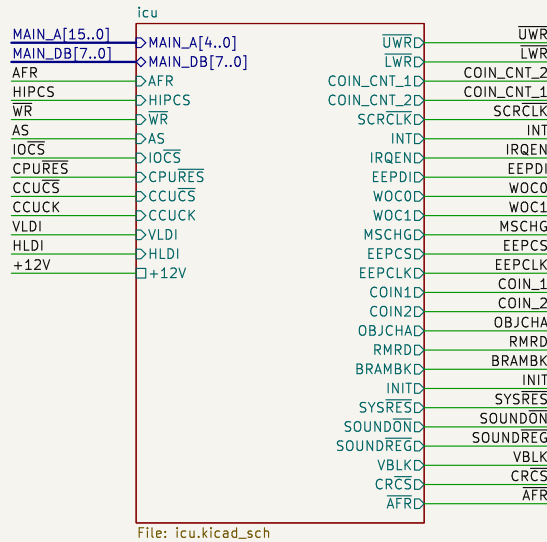 icu
MAIN_A[15..0]
MAIN_DB[7..0]
AFR
HIPCS
WR
AS
IOCS
CPURES
CCUCS
CCUCK
VLDI
HLDI
+12V
MAIN_A[4..0]
MAIN_DB[7..0]
AFR
HIPCS
WR
AS
IOCS
CPURES
CCUCS
CCUCK
VLDI
HLDI
+12V
UWR
LWR
COIN_CNT_1
COIN_CNT_2
SCRCLK
INT
IRQEN
EEPDI
WOC0
WOC1
MSCHG
EEPCS
EEPCLK
COIN1
COIN2
OBJCHA
RMRD
BRAMBK
INIT
SYSRES
SOUNDON
SOUNDREG
VBLK
CRCS
AFR
UWR
LWR
COIN_CNT_2
COIN_CNT_1
SCRCLK
INT
IRQEN
EEPDI
WOC0
WOC1
MSCHG
EEPCS
EEPCLK
COIN_1
COIN_2
OBJCHA
RMRD
BRAMBK
INIT
SYSRES
SOUNDON
SOUNDREG
VBLK
CRCS
AFR
File: icu.kicad_sch